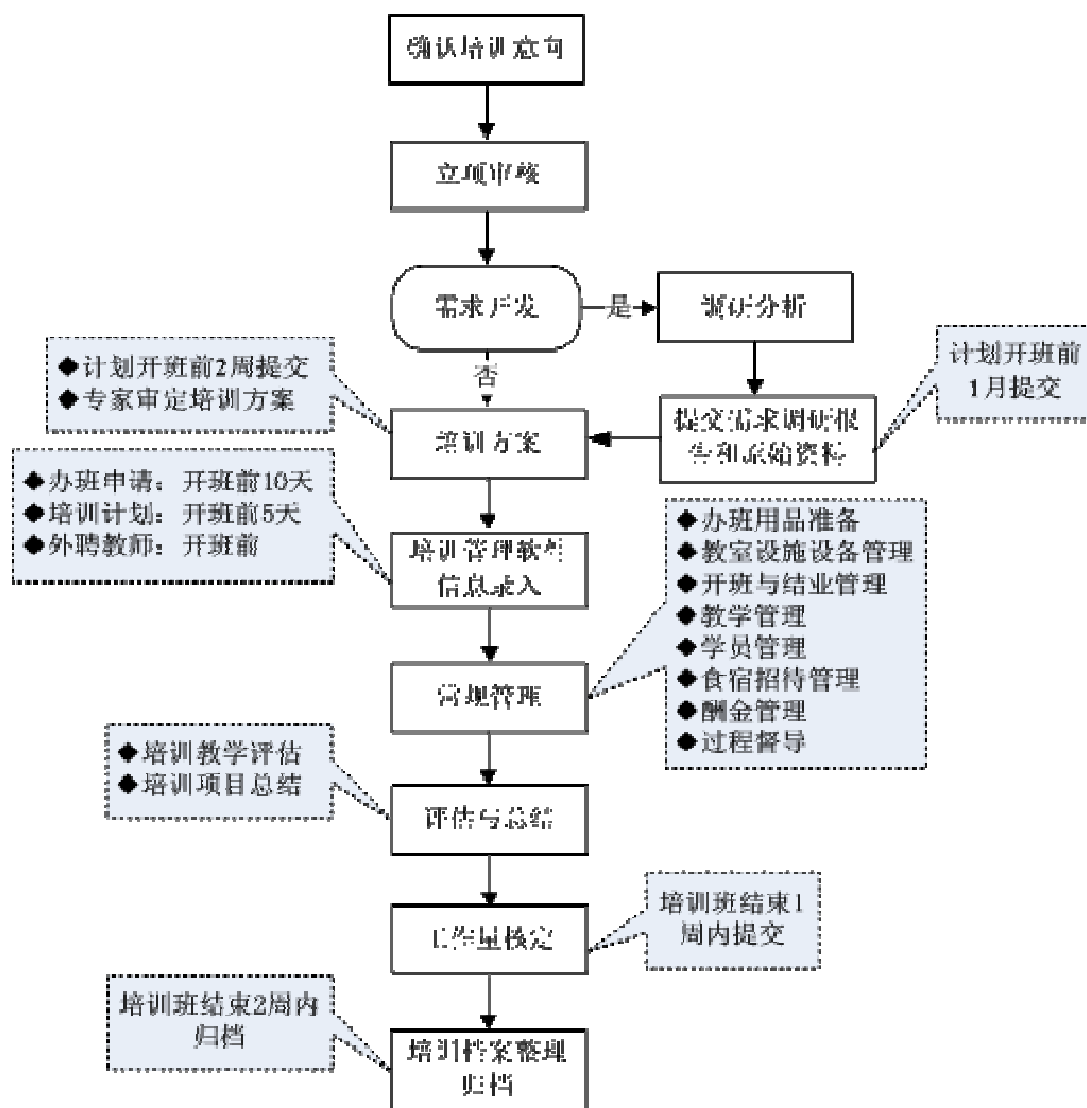 确认培训意向
立项审核
需求开发
是
调研分析
计划开班前
1月提交
◆计划开班前2周提交
◆专家审定培训方案
否
培训方案
提交需求调研报
告和原始资料
◆办班申请：开班前10天
◆培训计划：开班前5天
◆外聘教师：开班前
培训管理软件
信息录入
◆办班用品准备
◆教室设施设备管理
◆开班与结业管理
◆教学管理
◆学员管理
◆食宿招待管理
◆酬金管理
◆过程督导
常规管理
◆培训教学评估
◆培训项目总结
评估与总结
工作量核定
培训班结束1
周内提交
培训班结束2周内
归档
培训档案整理
归档